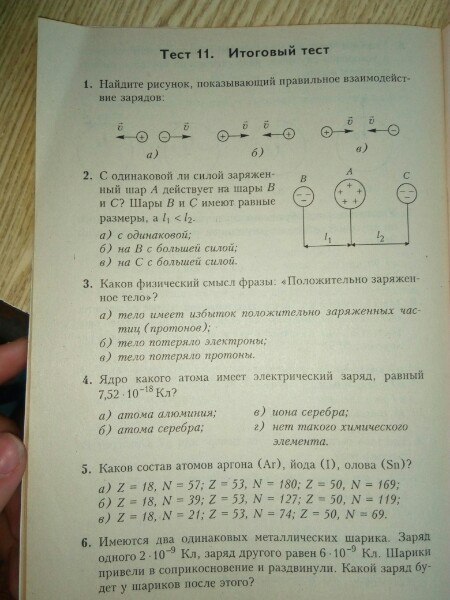 Тест 11. Итоговый тест
1. Найдите рисунок, показывающий правильное взаимодейст-
вие зарядов:
v⃗ + − v⃗ + v⃗ v⃗ + + v⃗ v⃗ −
а) б) в)
2. С одинаковой ли силой заряжен-
ный шар A действует на шары B
и C? Шары B и C имеют равные
размеры, а l₁ < l₂.
а) с одинаковой;
б) на B с большей силой;
в) на C с большей силой.
B A C
l₁ l₂
3. Каков физический смысл фразы: «Положительно заряжен-
ное тело»?
а) тело имеет избыток положительно заряженных час-
тиц (протонов);
б) тело потеряло электроны;
в) тело потеряло протоны.
4. Ядро какого атома имеет электрический заряд, равный
7,52 · 10⁻¹⁸ Кл?
а) атома алюминия; в) иона серебра;
б) атома серебра; г) нет такого химического
элемента.
5. Каков состав атомов аргона (Ar), йода (I), олова (Sn)?
а) Z = 18, N = 57; Z = 53, N = 180; Z = 50, N = 169;
б) Z = 18, N = 39; Z = 53, N = 127; Z = 50, N = 119;
в) Z = 18, N = 21; Z = 53, N = 74; Z = 50, N = 69.
6. Имеются два одинаковых металлических шарика. Заряд
одного 2 · 10⁻⁹ Кл, заряд другого равен 6 · 10⁻⁹ Кл. Шарики
привели в соприкосновение и раздвинули. Какой заряд бу-
дет у шариков после этого?